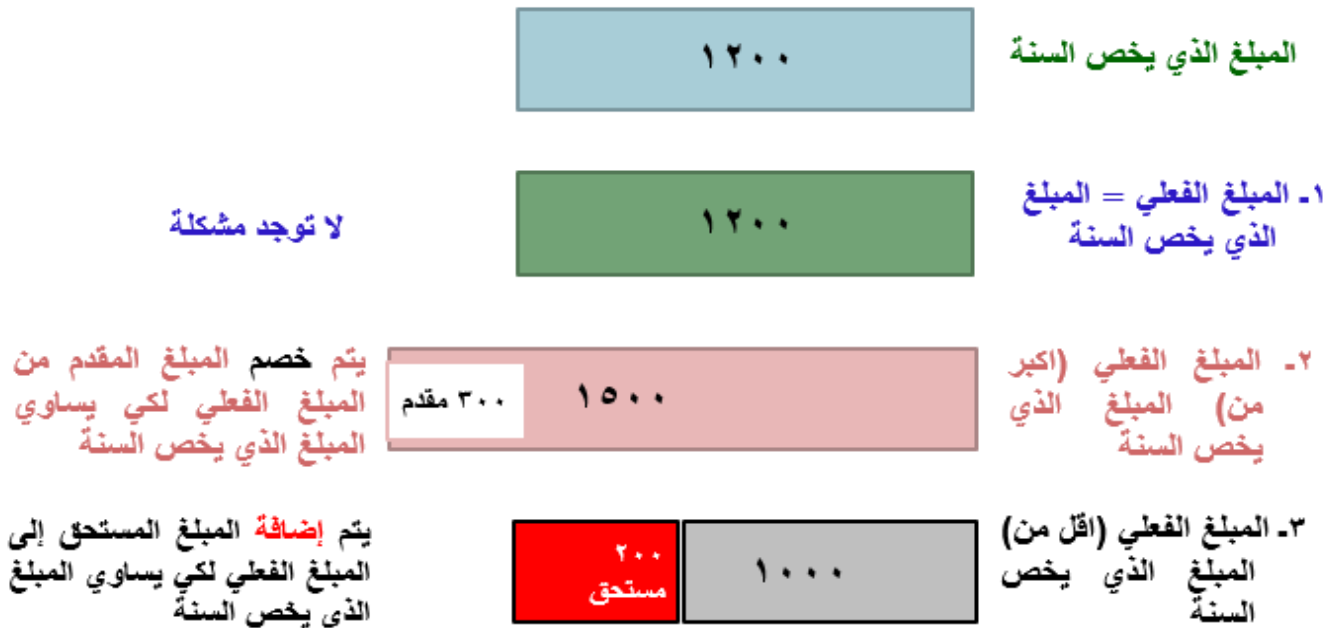 المبلغ الذي يخص السنة
١٢٠٠
١ـ المبلغ الفعلي = المبلغ
الذي يخص السنة
١٢٠٠
لا توجد مشكلة
٢ـ المبلغ الفعلي (اكبر
من) المبلغ الذي
يخص السنة
١٥٠٠
٣٠٠ مقدم
يتم خصم المبلغ المقدم من
المبلغ الفعلي لكي يساوي
المبلغ الذي يخص السنة
٣ـ المبلغ الفعلي (اقل من)
المبلغ الذي يخص
السنة
١٠٠٠
٢٠٠
مستحق
يتم إضافة المبلغ المستحق إلى
المبلغ الفعلي لكي يساوي المبلغ
الذي يخص السنة